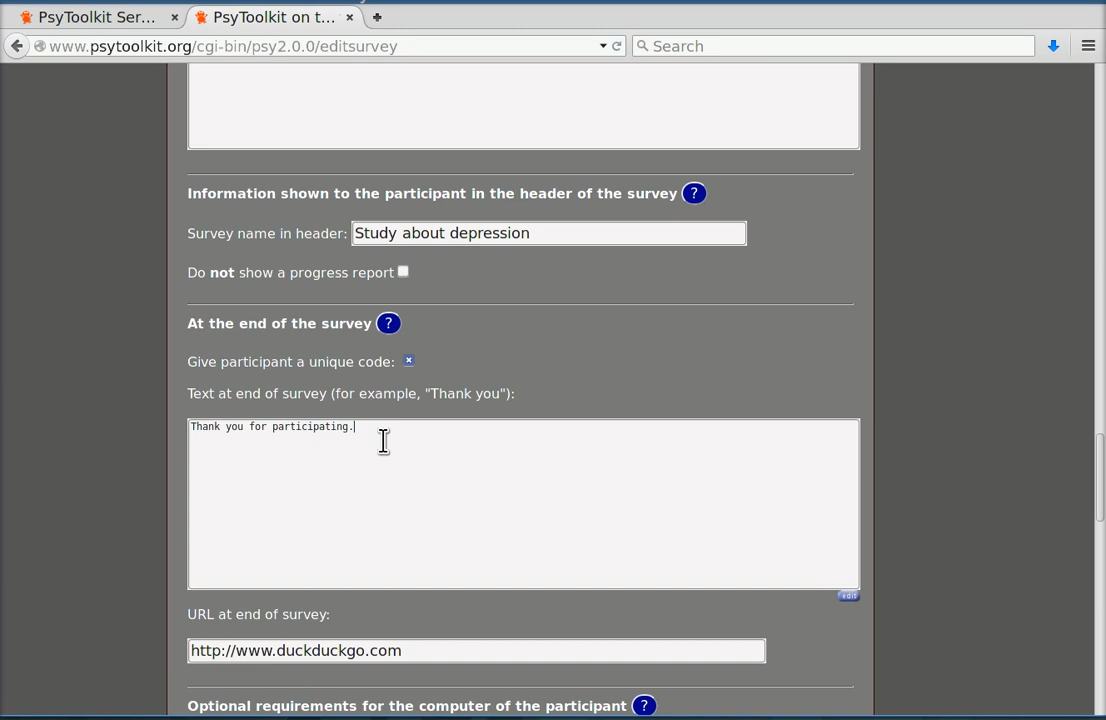 PsyToolkit Ser...
PsyToolkit on t...
www.psytoolkit.org/cgi-bin/psy2.0.0/editsurvey
Search
Information shown to the participant in the header of the survey ?
Survey name in header: Study about depression
Do not show a progress report
At the end of the survey ?
Give participant a unique code:
Text at end of survey (for example, "Thank you"):
Thank you for participating.
edit
URL at end of survey:
http://www.duckduckgo.com
Optional requirements for the computer of the participant ?